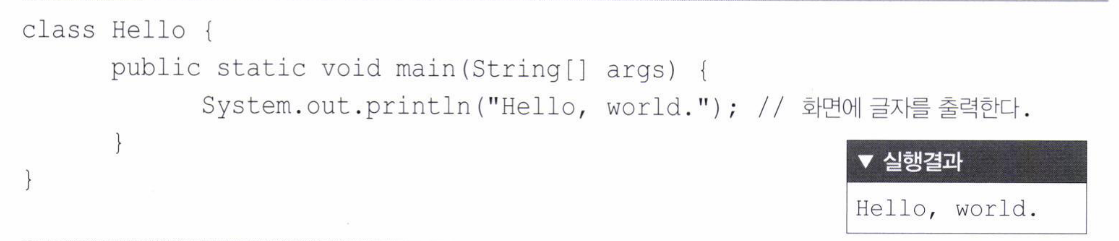 class Hello {
public static void main(String[] args) {
System.out.println("Hello, world."); // 화면에 글자를 출력한다.
}
}
▼ 실행결과
Hello, world.